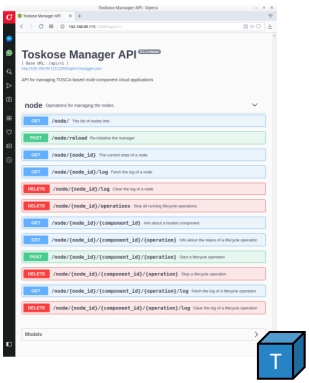 Toskose Manager API - Opera
Toskose Manager API
Toskose Manager API
[ Base URL: /api/v1 ]
API for managing TOSCA-based multi-component cloud applications
node Operations for managing the nodes
GET /node/ The list of nodes info
POST /node/reload Re-initialize the manager
GET /node/{node_id} The current state of a node
GET /node/{node_id}/log Fetch the log of a node
DELETE /node/{node_id}/log Clear the log of a node
DELETE /node/{node_id}/operations Stop all running lifecycle operations
GET /node/{node_id}/{component_id} Info about a hosted component
GET /node/{node_id}/{component_id}/{operation} Info about the status of a lifecycle operation
POST /node/{node_id}/{component_id}/{operation} Start a lifecycle operation
DELETE /node/{node_id}/{component_id}/{operation} Stop a lifecycle operation
GET /node/{node_id}/{component_id}/{operation}/log Fetch the log of a lifecycle operation
DELETE /node/{node_id}/{component_id}/{operation}/log Clear the log of a lifecycle operation
Models
T